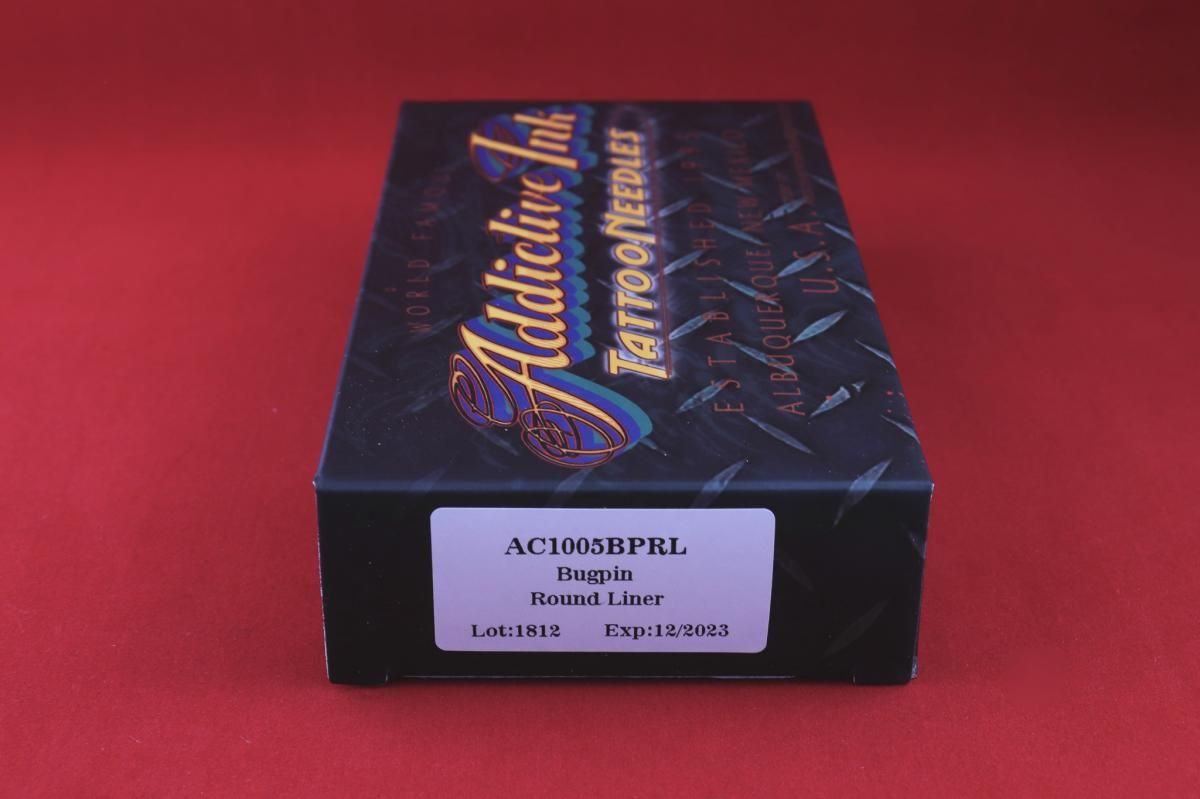 WORLD FAMOUS
Addictive Ink
TATTOO NEEDLES
ESTABLISHED 1995
ALBUQUERQUE, NEW MEXICO
U.S.A.
AC1005BPRL
Bugpin
Round Liner
Lot:1812 Exp:12/2023